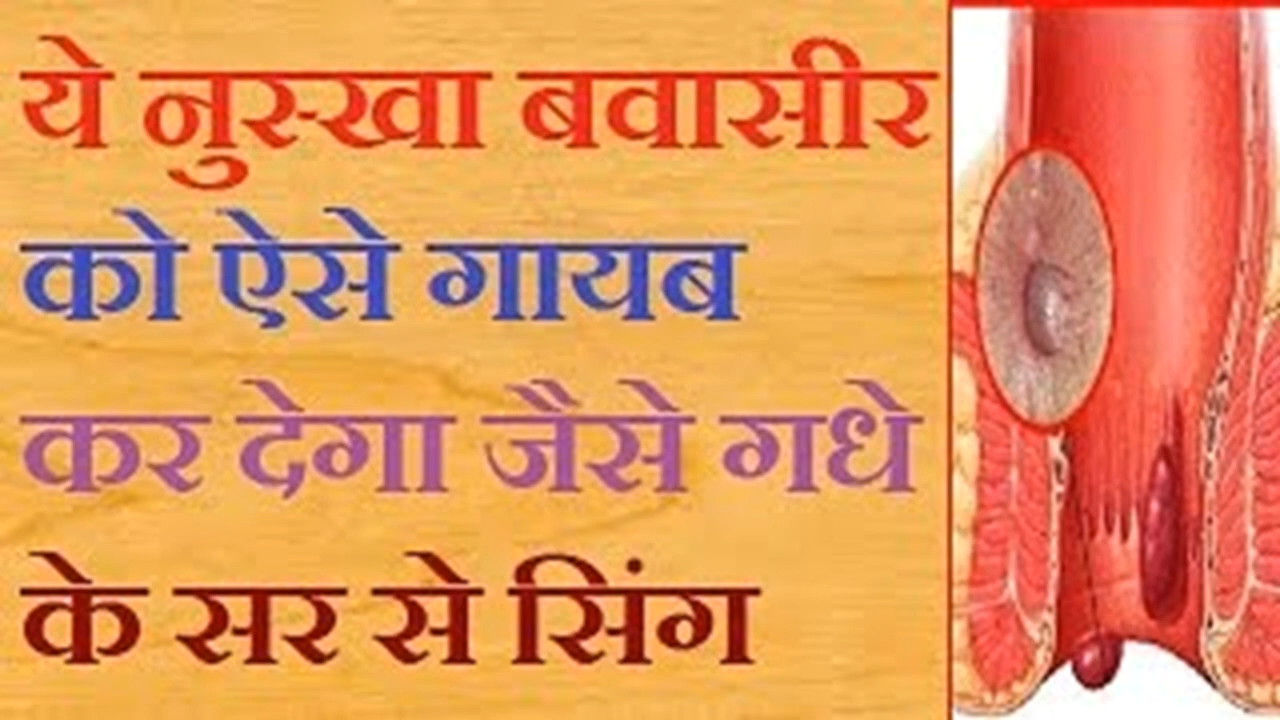 ये नुस्खा बवासीर
को ऐसे गायब
कर देगा जैसे गधे
के सर से सिंग